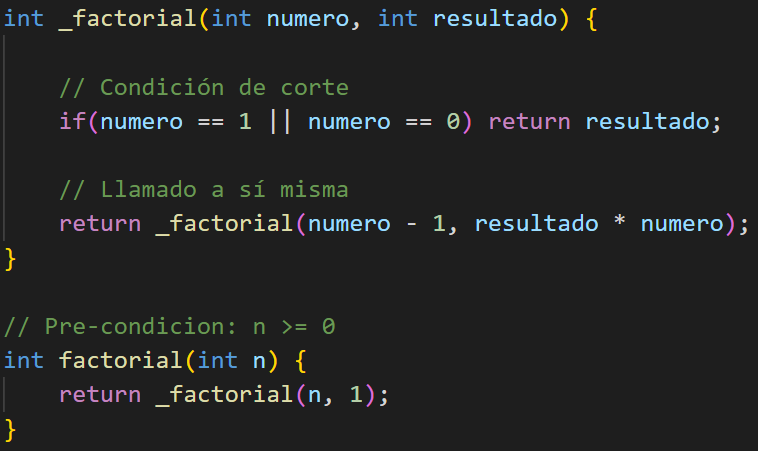 int _factorial(int numero, int resultado) {
// Condición de corte
if(numero == 1 || numero == 0) return resultado;
// Llamado a sí misma
return _factorial(numero - 1, resultado * numero);
}
// Pre-condicion: n >= 0
int factorial(int n) {
return _factorial(n, 1);
}